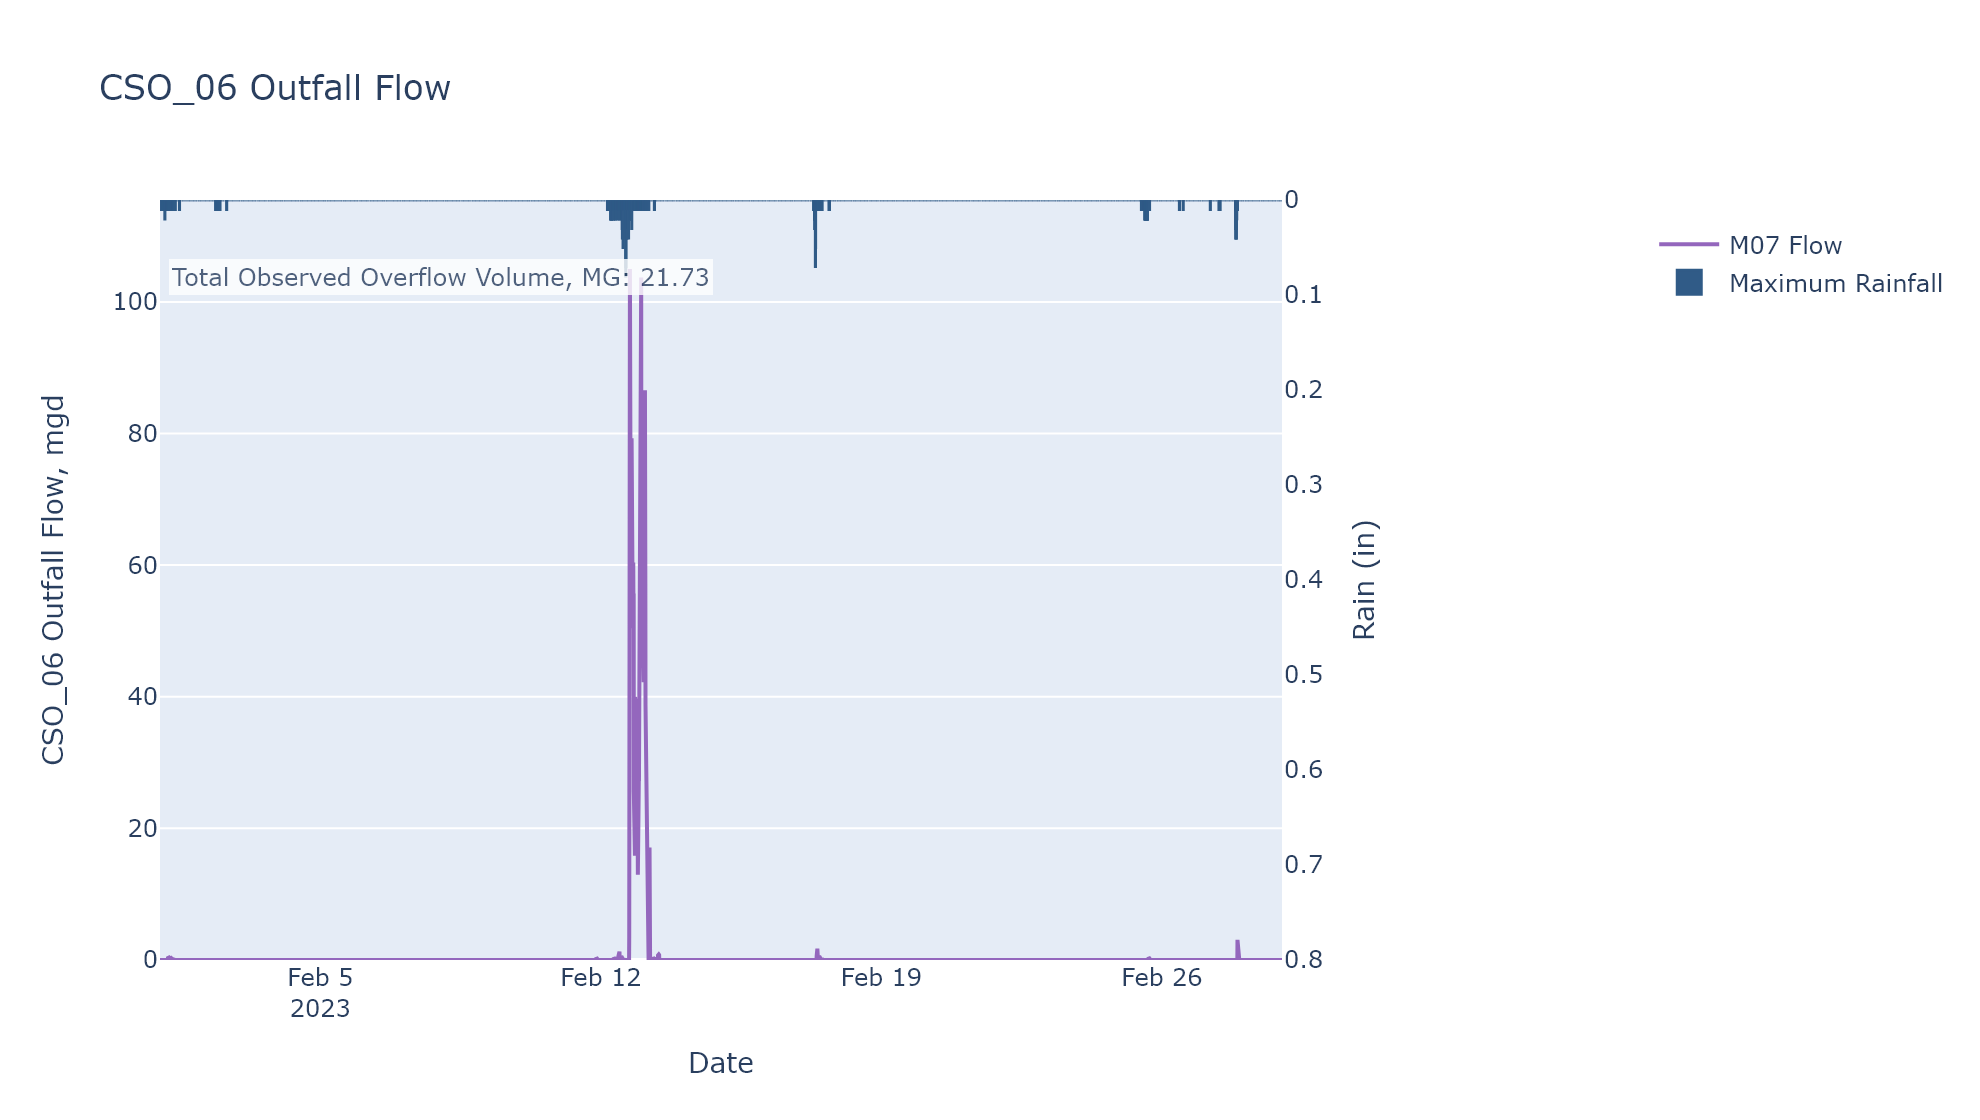 CSO_06 Outfall Flow
Total Observed Overflow Volume, MG: 21.73
CSO_06 Outfall Flow, mgd
100
80
60
40
20
0
0
0.1
0.2
0.3
0.4
0.5
0.6
0.7
0.8
Rain (in)
M07 Flow
Maximum Rainfall
Feb 5
2023
Feb 12
Feb 19
Feb 26
Date